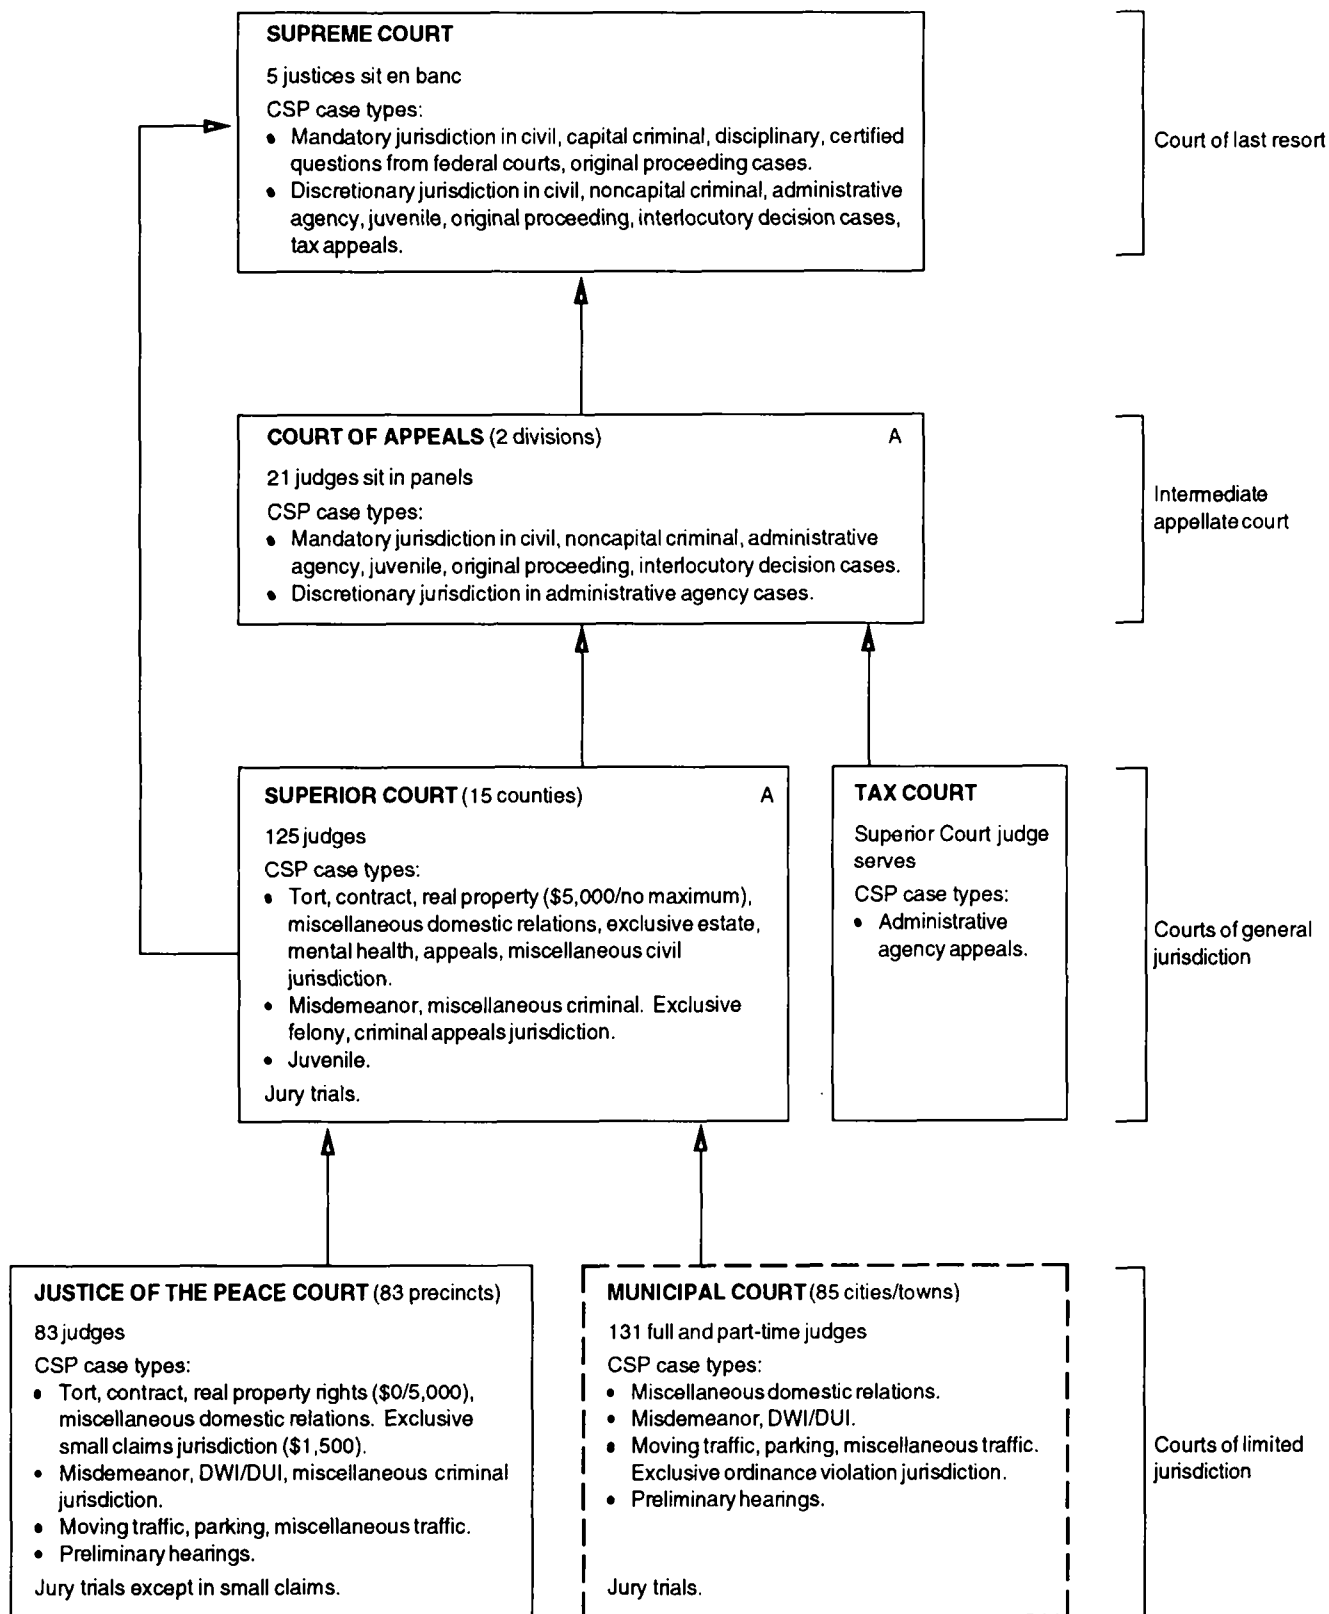 SUPREME COURT
5 justices sit en banc
CSP case types:
• Mandatory jurisdiction in civil, capital criminal, disciplinary, certified
questions from federal courts, original proceeding cases.
• Discretionary jurisdiction in civil, noncapital criminal, administrative
agency, juvenile, original proceeding, interlocutory decision cases,
tax appeals.
Court of last resort
COURT OF APPEALS (2 divisions) A
21 judges sit in panels
CSP case types:
• Mandatory jurisdiction in civil, noncapital criminal, administrative
agency, juvenile, original proceeding, interlocutory decision cases.
• Discretionary jurisdiction in administrative agency cases.
Intermediate
appellate court
SUPERIOR COURT (15 counties) A
125 judges
CSP case types:
• Tort, contract, real property ($5,000/no maximum),
miscellaneous domestic relations, exclusive estate,
mental health, appeals, miscellaneous civil
jurisdiction.
• Misdemeanor, miscellaneous criminal. Exclusive
felony, criminal appeals jurisdiction.
• Juvenile.
Jury trials.
TAX COURT
Superior Court judge
serves
CSP case types:
• Administrative
agency appeals.
Courts of general
jurisdiction
JUSTICE OF THE PEACE COURT (83 precincts)
83 judges
CSP case types:
• Tort, contract, real property rights ($0/5,000),
miscellaneous domestic relations. Exclusive
small claims jurisdiction ($1,500).
• Misdemeanor, DWI/DUI, miscellaneous criminal
jurisdiction.
• Moving traffic, parking, miscellaneous traffic.
• Preliminary hearings.
Jury trials except in small claims.
MUNICIPAL COURT (85 cities/towns)
131 full and part-time judges
CSP case types:
• Miscellaneous domestic relations.
• Misdemeanor, DWI/DUI.
• Moving traffic, parking, miscellaneous traffic.
Exclusive ordinance violation jurisdiction.
• Preliminary hearings.
Jury trials.
Courts of limited
jurisdiction